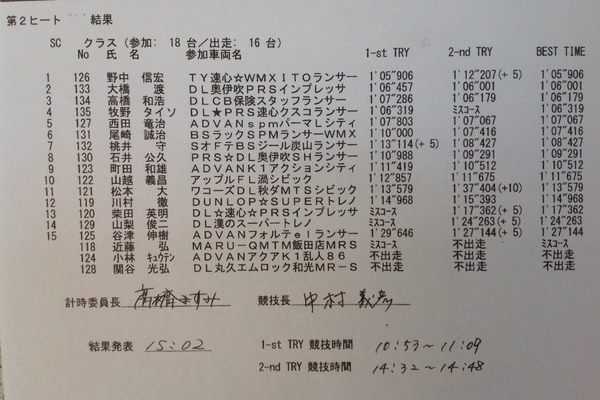 第2ヒート 結果
SC クラス (参加: 18 台/出走: 16 台)
No 氏 名 参加車両名 1-st TRY 2-nd TRY BEST TIME
1 126 野中 信宏 TY速心☆WMXITOランサー 1'05"906 1'12"207(+ 5) 1'05"906
2 133 大橋 渡 DL奥伊吹PRSインプレッサ 1'06"457 1'06"001 1'06"001
3 134 高橋 和浩 DLCB保険スタッフランサー 1'07"286 1'06"179 1'06"179
4 135 牧野 タイソ DL★PRS速心クスコランサー 1'06"319 ミスコース 1'06"319
5 127 西田 竜治 ADVANspmパーマレシティ 1'07"803 1'07"067 1'07"067
6 131 尾崎 誠治 BSラックSPMランサーWMX 1'10"000 1'07"416 1'07"416
7 132 桃井 守 SオFテBSジール炭山ランサー 1'13"114(+ 5) 1'08"427 1'08"427
8 130 石井 公久 PRS☆DL奥伊吹SHランサー 1'10"988 1'09"291 1'09"291
9 123 町田 和雄 ADVANK1アクションシティ 1'13"419 1'10"512 1'10"512
10 122 山越 義昌 アップルFL渦シビック 1'12"857 1'11"675 1'11"675
11 121 松本 大 ワコーズDL秋ダMTSシビック 1'13"579 1'37"404(+10) 1'13"579
12 119 川村 徹 DUNLOP☆SUPERトレノ 1'14"687 1'15"393 1'14"687
13 120 柴田 英明 DL☆速心☆PRSインプレッサ ミスコース 1'17"362(+ 5) 1'17"362(+ 5)
14 129 山梨 俊二 DL漢のスーパートレノ ミスコース 1'24"263(+ 5) 1'24"263(+ 5)
15 125 谷津 伸樹 ADVANフォルテelランサー 1'29"646 1'27"144(+ 5) 1'27"144(+ 5)
118 近藤 弘 MARU-QMTM飯田店MRS ミスコース 不出走 ミスコース
124 小林 キュウテン ADVANアクアK1乱人86 不出走 不出走 不出走
128 関谷 光弘 DL丸久エムロック和光MR-S 不出走 不出走 不出走
計時委員長 高橋ますみ 競技長 中村 義彦
結果発表 15:02 1-st TRY 競技時間 10:53～11:09
2-nd TRY 競技時間 14:32～14:48